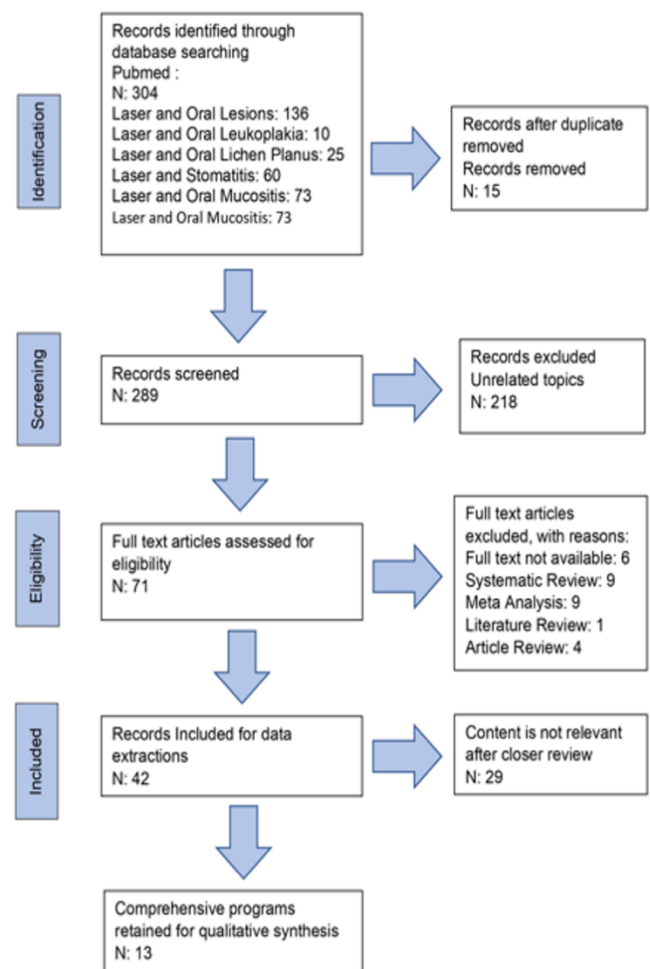 Identification
Records identified through
database searching
Pubmed :
N: 304
Laser and Oral Lesions: 136
Laser and Oral Leukoplakia: 10
Laser and Oral Lichen Planus: 25
Laser and Stomatitis: 60
Laser and Oral Mucositis: 73
Laser and Oral Mucositis: 73
Records after duplicate
removed
Records removed
N: 15
Screening
Records screened
N: 289
Records excluded
Unrelated topics
N: 218
Eligibility
Full text articles assessed for
eligibility
N: 71
Full text articles
excluded, with reasons:
Full text not available: 6
Systematic Review: 9
Meta Analysis: 9
Literature Review: 1
Article Review: 4
Included
Records Included for data
extractions
N: 42
Content is not relevant
after closer review
N: 29
Comprehensive programs
retained for qualitative synthesis
N: 13